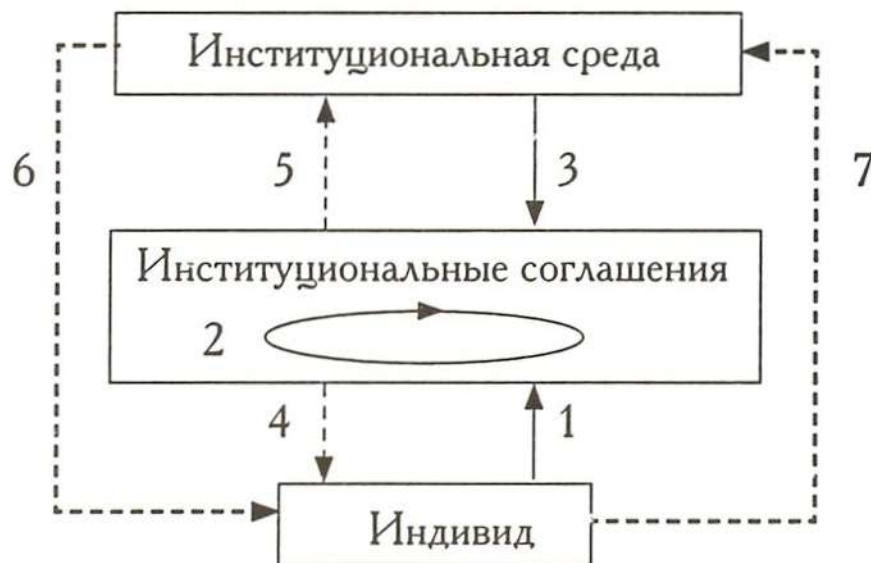 Институциональная среда
6 5 3 7
Институциональные соглашения
2
4 1
Индивид